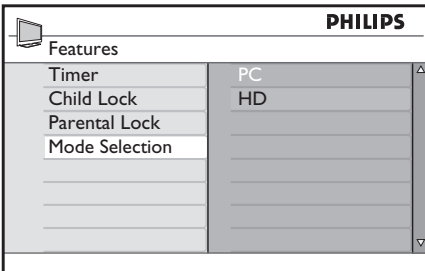 PHILIPS
Features
Timer
Child Lock
Parental Lock
Mode Selection
PC
HD